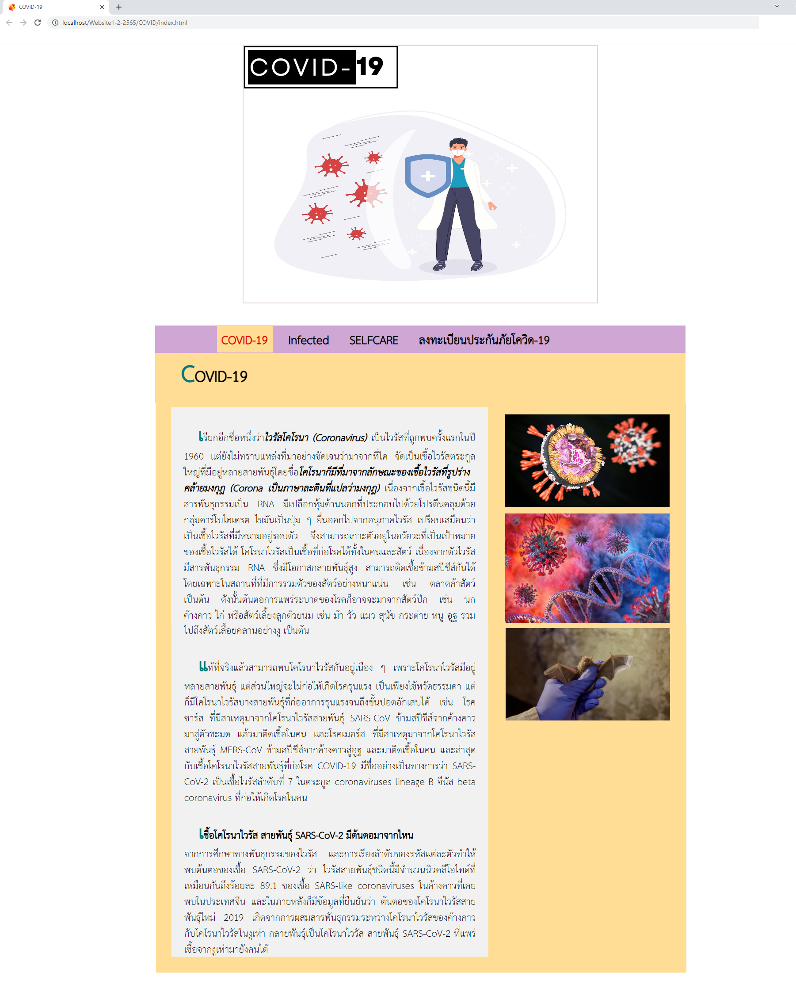 COVID-19
localhost/Website1-2-2565/COVID/index.html
COVID-19
COVID-19 Infected SELFCARE ลงทะเบียนประกันภัยโควิด-19
COVID-19
เรียกอีกชื่อหนึ่งว่าไวรัสโคโรนา (Coronavirus) เป็นไวรัสที่ถูกพบครั้งแรกในปี
1960 แต่ยังไม่ทราบแหล่งที่มาอย่างชัดเจนว่ามาจากที่ใด จัดเป็นเชื้อไวรัสตระกูล
ใหญ่ที่มีอยู่หลายสายพันธุ์โดยชื่อโคโรนาก็มีที่มาจากลักษณะของเชื้อไวรัสที่รูปร่าง
คล้ายมงกุฎ (Corona เป็นภาษาละตินที่แปลว่ามงกุฎ) เนื่องจากเชื้อไวรัสชนิดนี้มี
สารพันธุกรรมเป็น RNA มีเปลือกหุ้มด้านนอกที่ประกอบไปด้วยโปรตีนคลุมด้วย
กลุ่มคาร์โบไฮเดรต ไขมันเป็นปุ่ม ๆ ยื่นออกไปจากอนุภาคไวรัส เปรียบเสมือนว่า
เป็นเชื้อไวรัสที่มีหนามอยู่รอบตัว จึงสามารถเกาะตัวอยู่ในอวัยวะที่เป็นเป้าหมาย
ของเชื้อไวรัสได้ โคโรนาไวรัสเป็นเชื้อที่ก่อโรคได้ทั้งในคนและสัตว์ เนื่องจากตัวไวรัส
มีสารพันธุกรรม RNA ซึ่งมีโอกาสกลายพันธุ์สูง สามารถติดเชื้อข้ามสปีชีส์กันได้
โดยเฉพาะในสถานที่ที่มีการรวมตัวของสัตว์อย่างหนาแน่น เช่น ตลาดค้าสัตว์
เป็นต้น ดังนั้นต้นตอการแพร่ระบาดของโรคก็อาจจะมาจากสัตว์ปีก เช่น นก
ค้างคาว ไก่ หรือสัตว์เลี้ยงลูกด้วยนม เช่น ม้า วัว แมว สุนัข กระต่าย หนู อูฐ รวม
ไปถึงสัตว์เลื้อยคลานอย่างงู เป็นต้น
แท้ที่จริงแล้วสามารถพบโคโรนาไวรัสกันอยู่เนือง ๆ เพราะโคโรนาไวรัสมีอยู่
หลายสายพันธุ์ แต่ส่วนใหญ่จะไม่ก่อให้เกิดโรครุนแรง เป็นเพียงไข้หวัดธรรมดา แต่
ก็มีโคโรนาไวรัสบางสายพันธุ์ที่ก่ออาการรุนแรงจนถึงขั้นปอดอักเสบได้ เช่น โรค
ซาร์ส ที่มีสาเหตุมาจากโคโรนาไวรัสสายพันธุ์ SARS-CoV ข้ามสปีชีส์จากค้างคาว
มาสู่ตัวชะมด แล้วมาติดเชื้อในคน และโรคเมอร์ส ที่มีสาเหตุมาจากโคโรนาไวรัส
สายพันธุ์ MERS-CoV ข้ามสปีชีส์จากค้างคาวสู่อูฐ และมาติดเชื้อในคน และล่าสุด
กับเชื้อโคโรนาไวรัสสายพันธุ์ที่ก่อโรค COVID-19 มีชื่ออย่างเป็นทางการว่า SARS-
CoV-2 เป็นเชื้อไวรัสลำดับที่ 7 ในตระกูล coronaviruses lineage B จีนัส beta
coronavirus ที่ก่อให้เกิดโรคในคน
เชื้อโคโรนาไวรัส สายพันธุ์ SARS-CoV-2 มีต้นตอมาจากไหน
จากการศึกษาทางพันธุกรรมของไวรัส และการเรียงลำดับของรหัสแต่ละตัวทำให้
พบต้นตอของเชื้อ SARS-CoV-2 ว่า ไวรัสสายพันธุ์ชนิดนี้มีจำนวนนิวคลีโอไทด์ที่
เหมือนกันถึงร้อยละ 89.1 ของเชื้อ SARS-like coronaviruses ในค้างคาวที่เคย
พบในประเทศจีน และในภายหลังก็มีข้อมูลที่ยืนยันว่า ต้นตอของโคโรนาไวรัสสาย
พันธุ์ใหม่ 2019 เกิดจากการผสมสารพันธุกรรมระหว่างโคโรนาไวรัสของค้างคาว
กับโคโรนาไวรัสในงูเห่า กลายพันธุ์เป็นโคโรนาไวรัส สายพันธุ์ SARS-CoV-2 ที่แพร่
เชื้อจากงูเห่ามายังคนได้